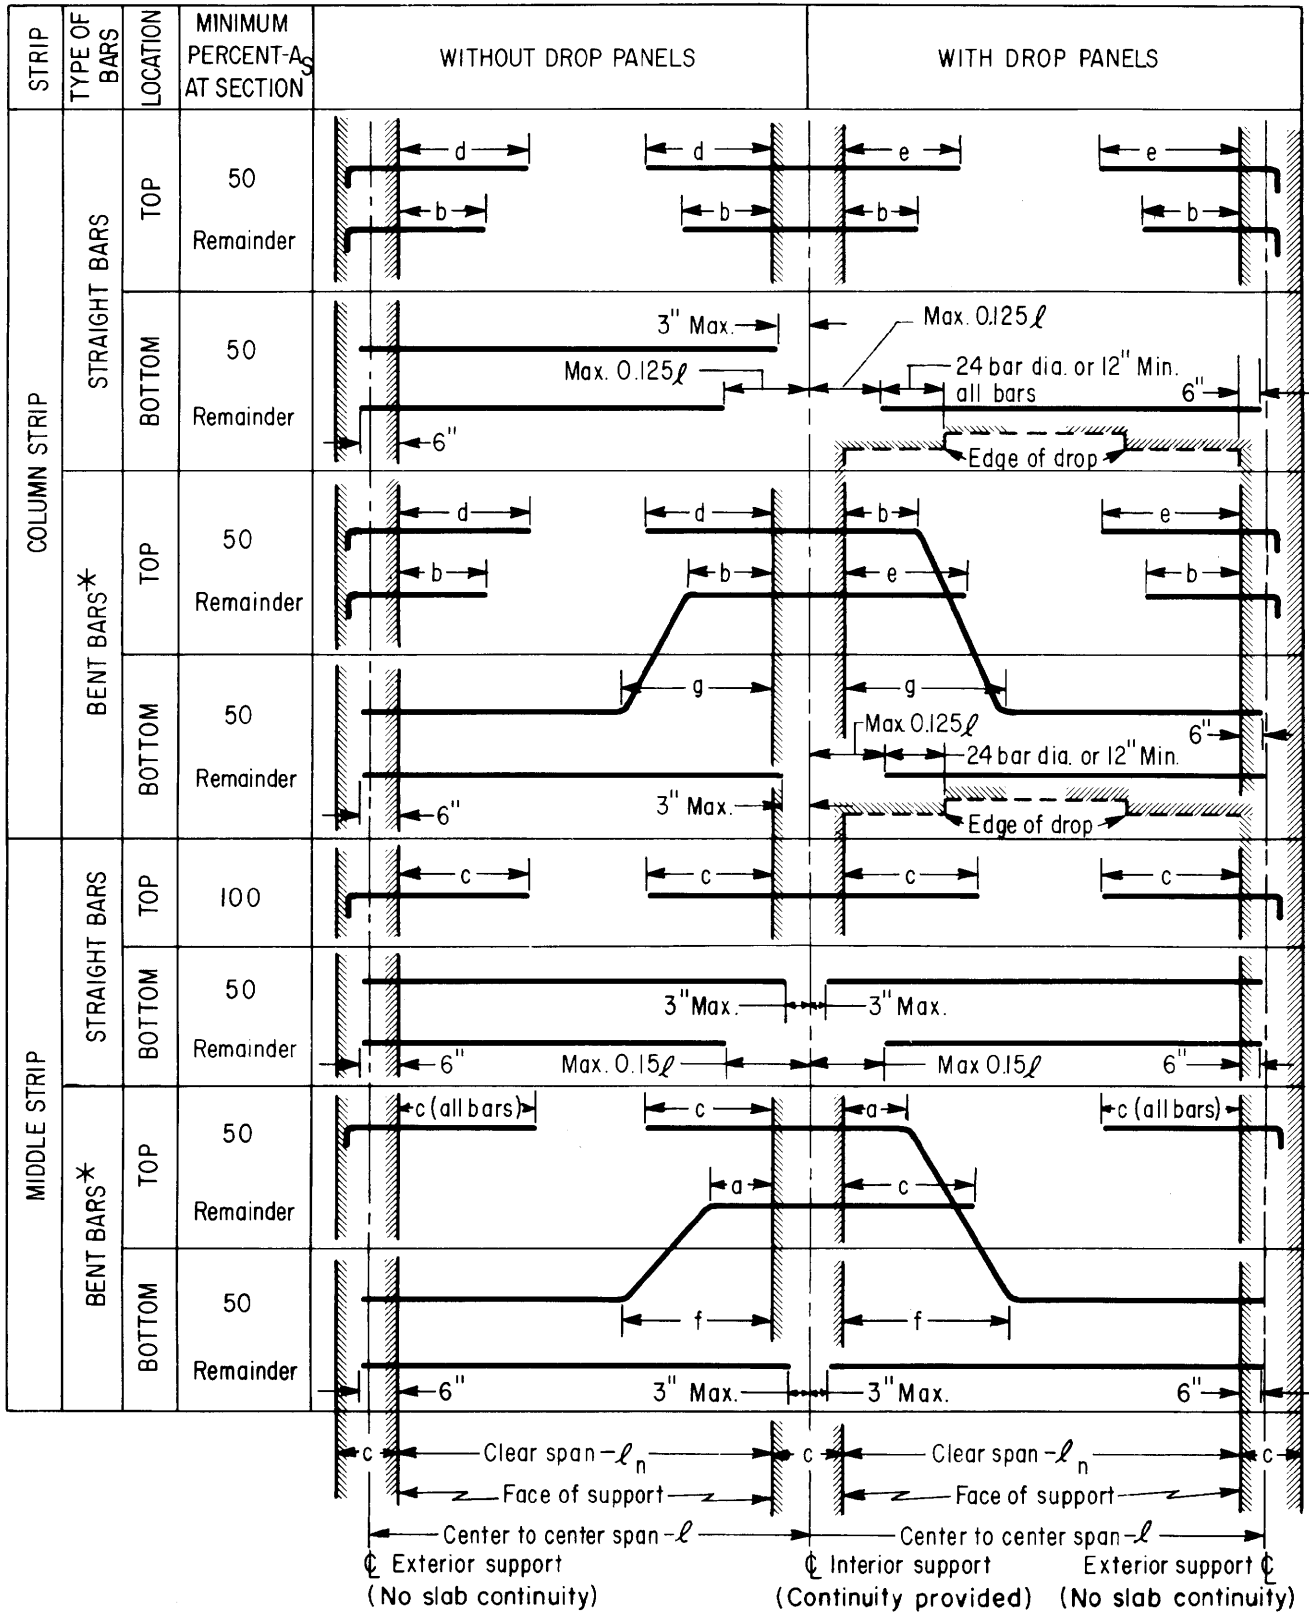 STRIP
TYPE OF BARS
LOCATION
MINIMUM
PERCENT-A_S
AT SECTION
WITHOUT DROP PANELS
WITH DROP PANELS
COLUMN STRIP
STRAIGHT BARS
TOP
50
d
d
e
e
Remainder
b
b
b
b
BOTTOM
50
3" Max.
Max. 0.125ℓ
Max. 0.125ℓ
24 bar dia. or 12" Min.
all bars
6"
Remainder
6"
Edge of drop
BENT BARS*
TOP
50
d
d
b
e
Remainder
b
b
e
b
BOTTOM
50
g
g
Max. 0.125ℓ
6"
Remainder
24 bar dia. or 12" Min.
6"
3" Max.
Edge of drop
MIDDLE STRIP
STRAIGHT BARS
TOP
100
c
c
c
c
BOTTOM
50
3" Max.
3" Max.
Remainder
6"
Max. 0.15ℓ
Max 0.15ℓ
6"
BENT BARS*
TOP
50
c (all bars)
c
a
c (all bars)
Remainder
a
c
BOTTOM
50
f
f
Remainder
6"
3" Max.
3" Max.
6"
c
Clear span - ℓn
c
Clear span - ℓn
c
Face of support
Face of support
Center to center span - ℓ
Center to center span - ℓ
℄ Exterior support
℄ Interior support
Exterior support ℄
(No slab continuity)
(Continuity provided)
(No slab continuity)